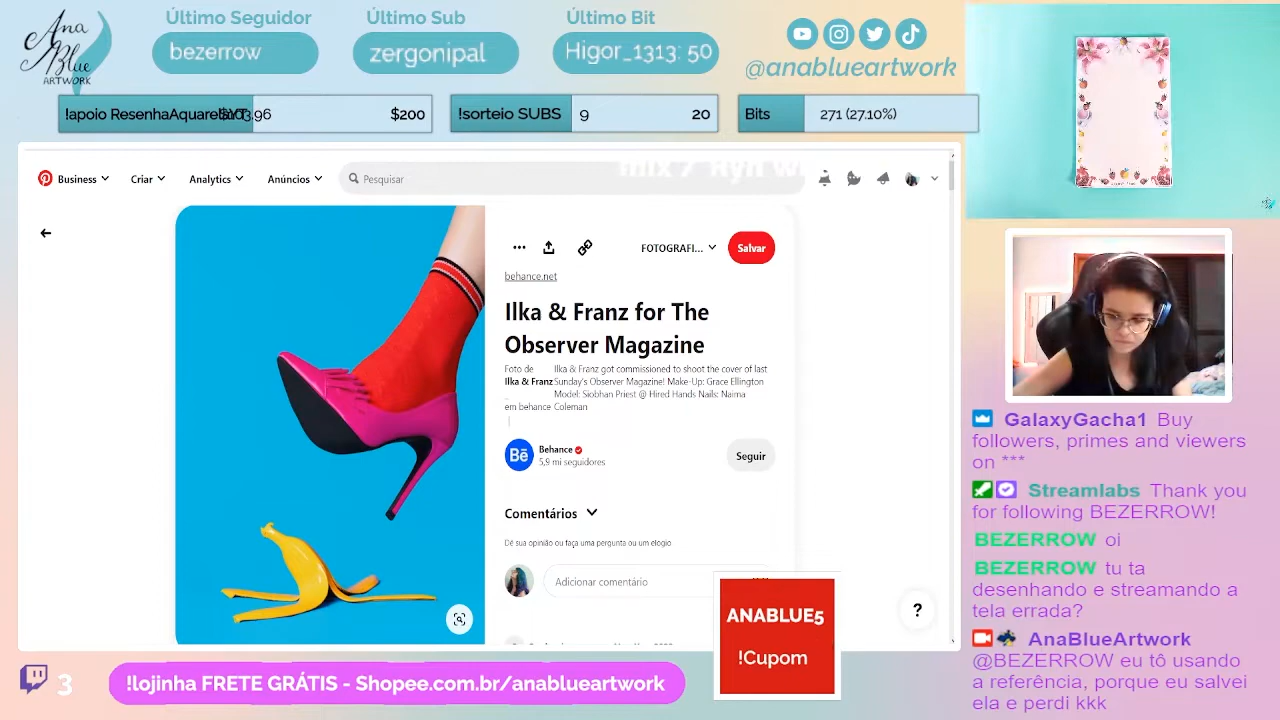 Ana
Blue
ARTWORK
Último Seguidor
bezerrow
Último Sub
zergonipal
Último Bit
Higor_1313: 50
@anablueartwork
!apoio ResenhaAquarelaYT
$200
!sorteio SUBS
9
20
Bits
271 (27.10%)
Business
Criar
Analytics
Anúncios
Pesquisar
FOTOGRAFI...
Salvar
behance.net
Ilka & Franz for The
Observer Magazine
Foto de
Ilka & Franz
em behance
Ilka & Franz got commissioned to shoot the cover of last
Sunday's Observer Magazine! Make-Up: Grace Ellington
Model: Siobhan Priest @ Hired Hands Nails: Naima
Coleman
Bē
Behance
5,9 mi seguidores
Seguir
Comentários
Dê sua opinião ou faça uma pergunta ou um elogio
Adicionar comentário
?
ANABLUE5
!Cupom
3
!lojinha FRETE GRÁTIS - Shopee.com.br/anablueartwork
GalaxyGacha1 Buy
followers, primes and viewers
on ***
Streamlabs Thank you
for following BEZERROW!
BEZERROW oi
BEZERROW tu ta
desenhando e streamando a
tela errada?
AnaBlueArtwork
@BEZERROW eu tô usando
a referência, porque eu salvei
ela e perdi kkk